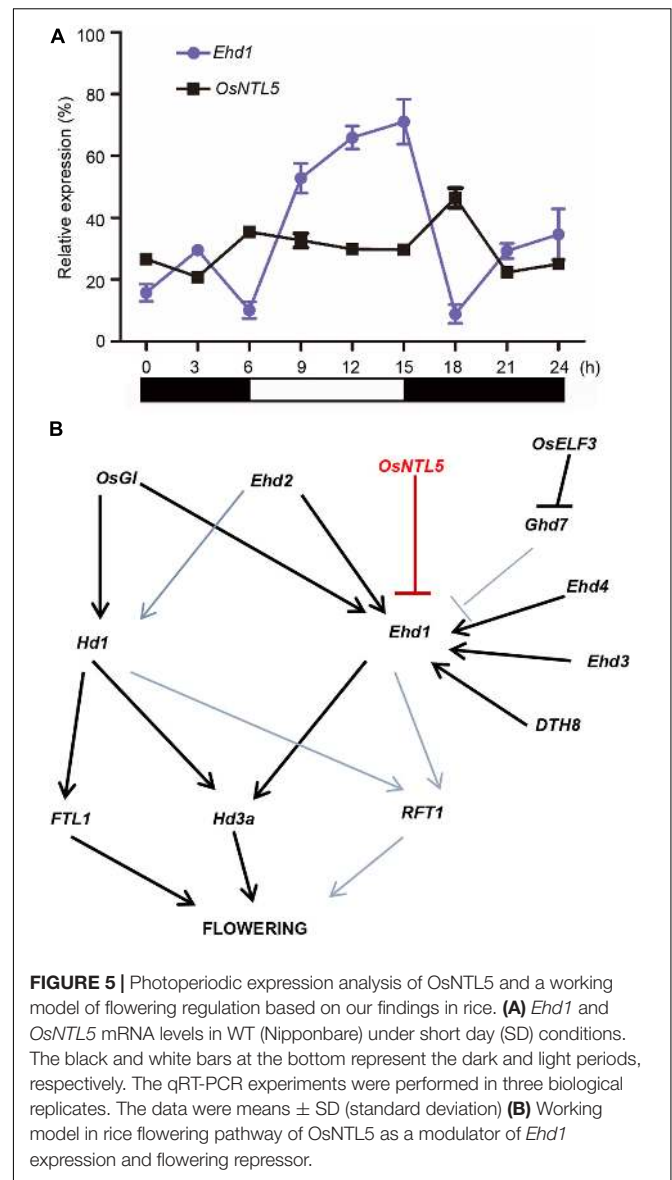 A
100
80
60
40
20
0
Relative expression (%)
Ehd1
OsNTL5
0 3 6 9 12 15 18 21 24 (h)
B
OsELF3
OsNTL5
OsGI
Ehd2
Ghd7
Ehd4
Hd1
Ehd1
Ehd3
DTH8
FTL1
Hd3a
RFT1
FLOWERING
FIGURE 5 | Photoperiodic expression analysis of OsNTL5 and a working
model of flowering regulation based on our findings in rice. (A) Ehd1 and
OsNTL5 mRNA levels in WT (Nipponbare) under short day (SD) conditions.
The black and white bars at the bottom represent the dark and light periods,
respectively. The qRT-PCR experiments were performed in three biological
replicates. The data were means ± SD (standard deviation) (B) Working
model in rice flowering pathway of OsNTL5 as a modulator of Ehd1
expression and flowering repressor.